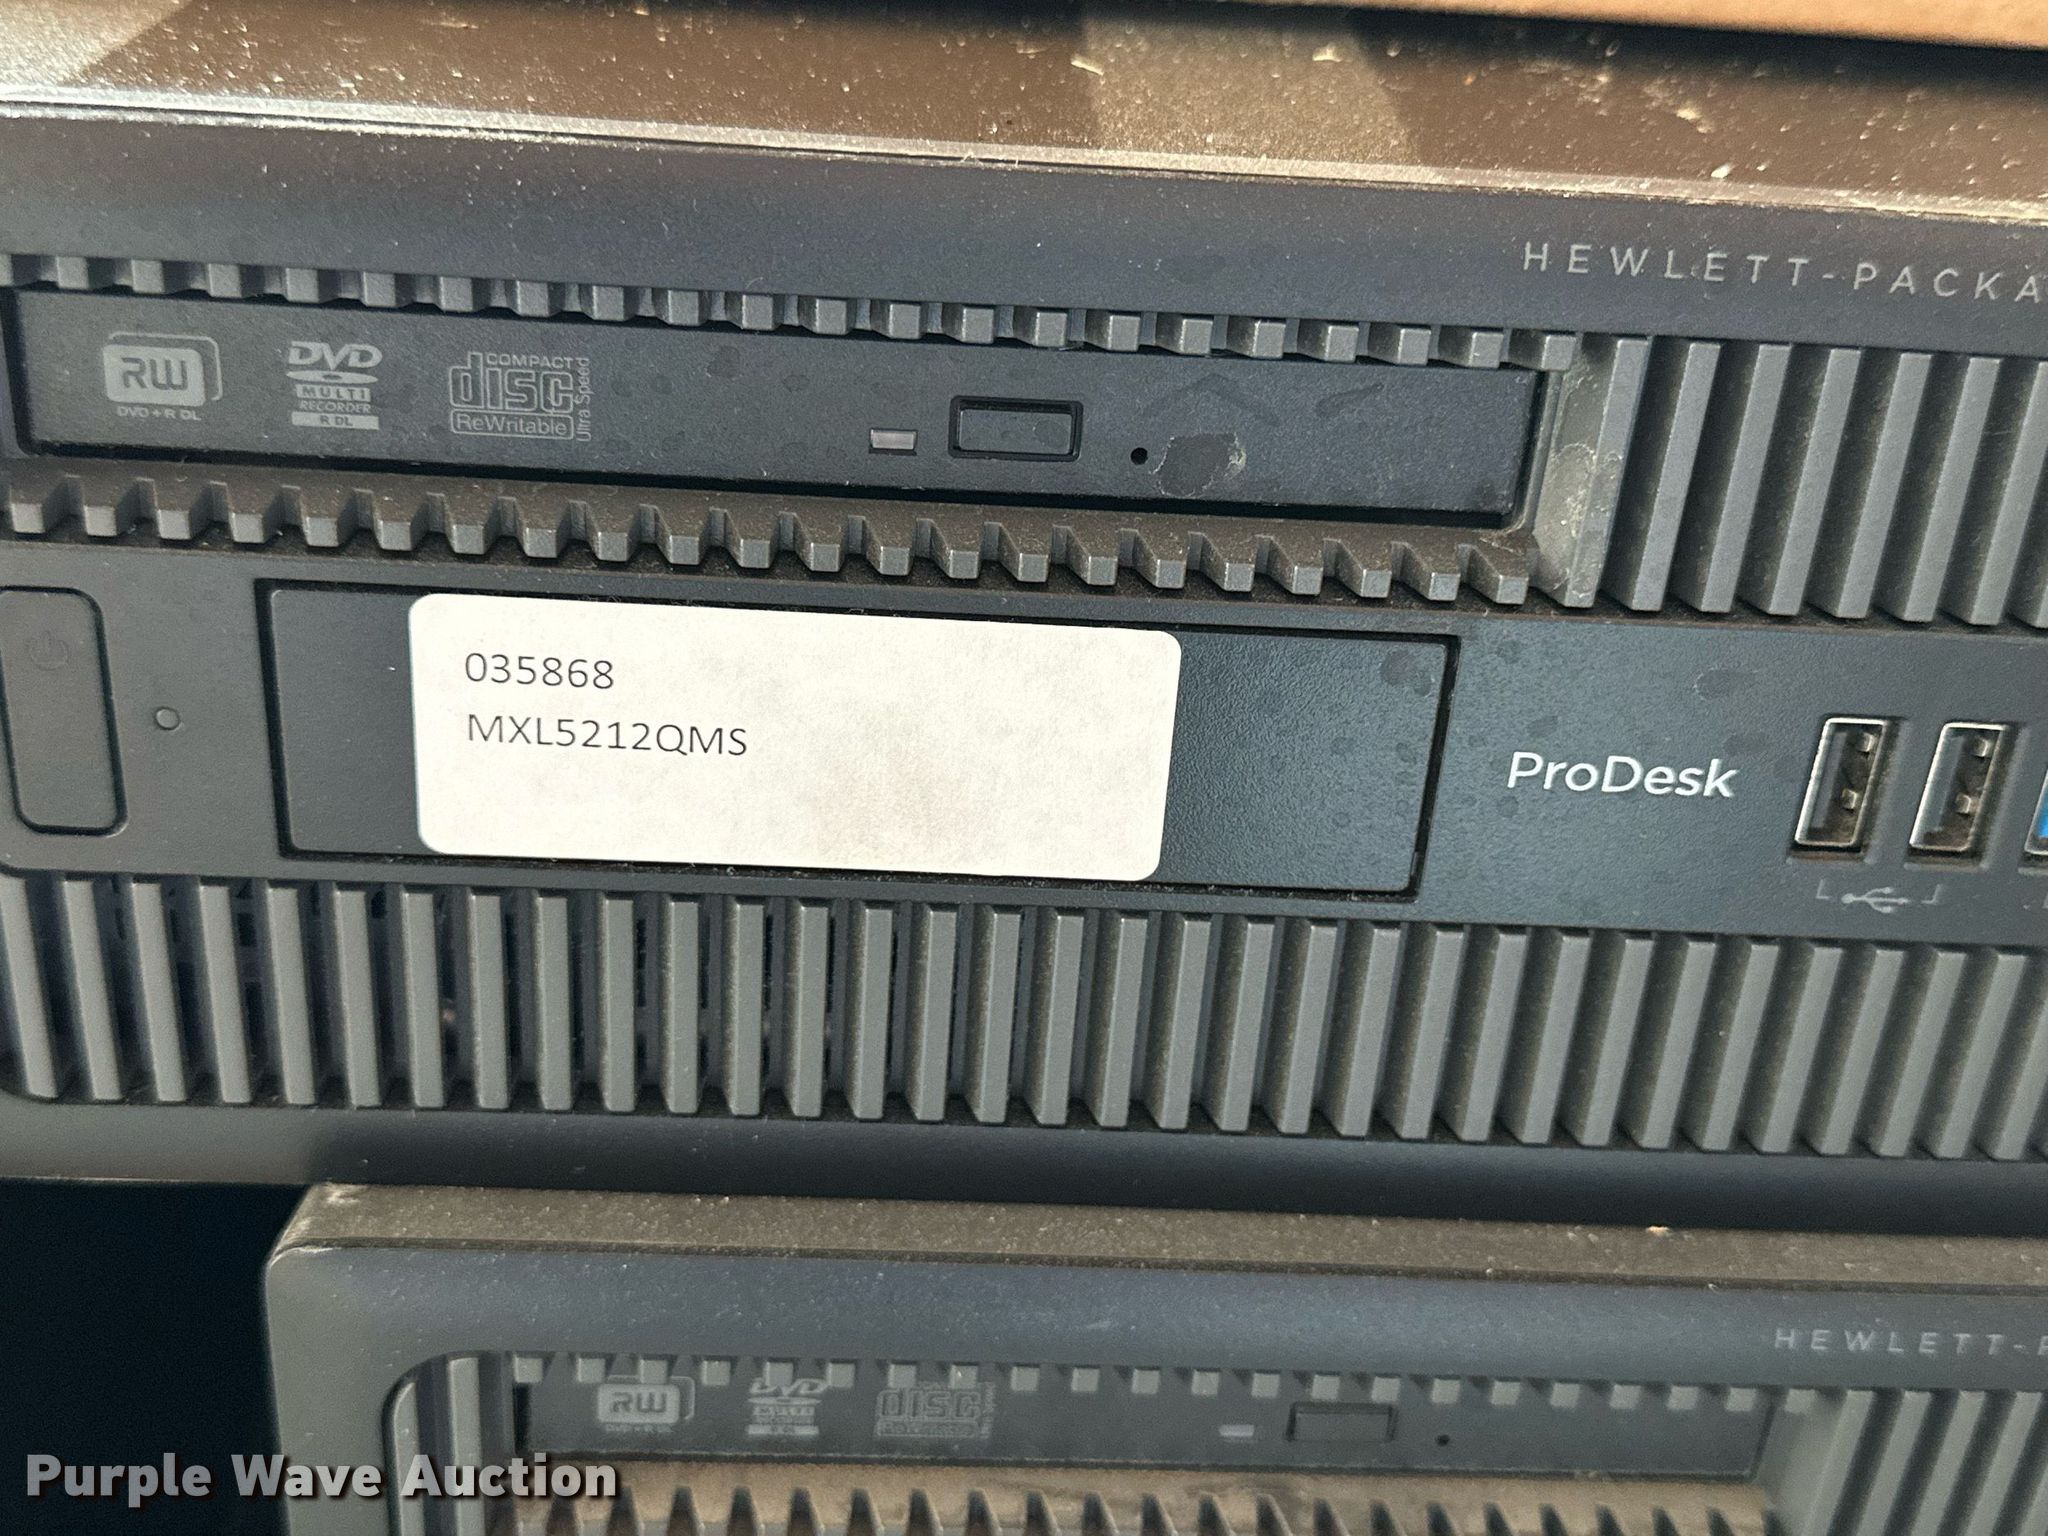 HEWLETT-PACKA
RW
DVD+R DL
DVD
MULTI
RECORDER
R DL
COMPACT
disc
ReWritable
Ultra Speed
035868
MXL5212QMS
ProDesk
HEWLETT-P
RW
DVD
disc
Purple Wave Auction